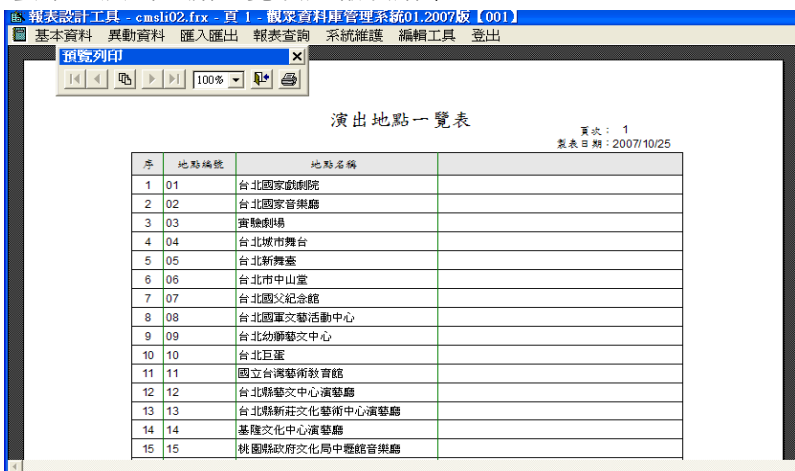 報表設計工具 - cmsli02.frx - 頁 1 - 觀眾資料庫管理系統01.2007版【001】
基本資料 異動資料 匯入匯出 報表查詢 系統維護 編輯工具 登出
預覽列印
100%
演出地點一覽表
頁次： 1
製表日期：2007/10/25
序 地點編號 地點名稱
1 01 台北國家戲劇院
2 02 台北國家音樂廳
3 03 實驗劇場
4 04 台北城市舞台
5 05 台北新舞臺
6 06 台北市中山堂
7 07 台北國父紀念館
8 08 台北國軍文藝活動中心
9 09 台北幼獅藝文中心
10 10 台北巨蛋
11 11 國立台灣藝術教育館
12 12 台北縣藝文中心演藝廳
13 13 台北縣新莊文化藝術中心演藝廳
14 14 基隆文化中心演藝廳
15 15 桃園縣政府文化局中壢館音樂廳